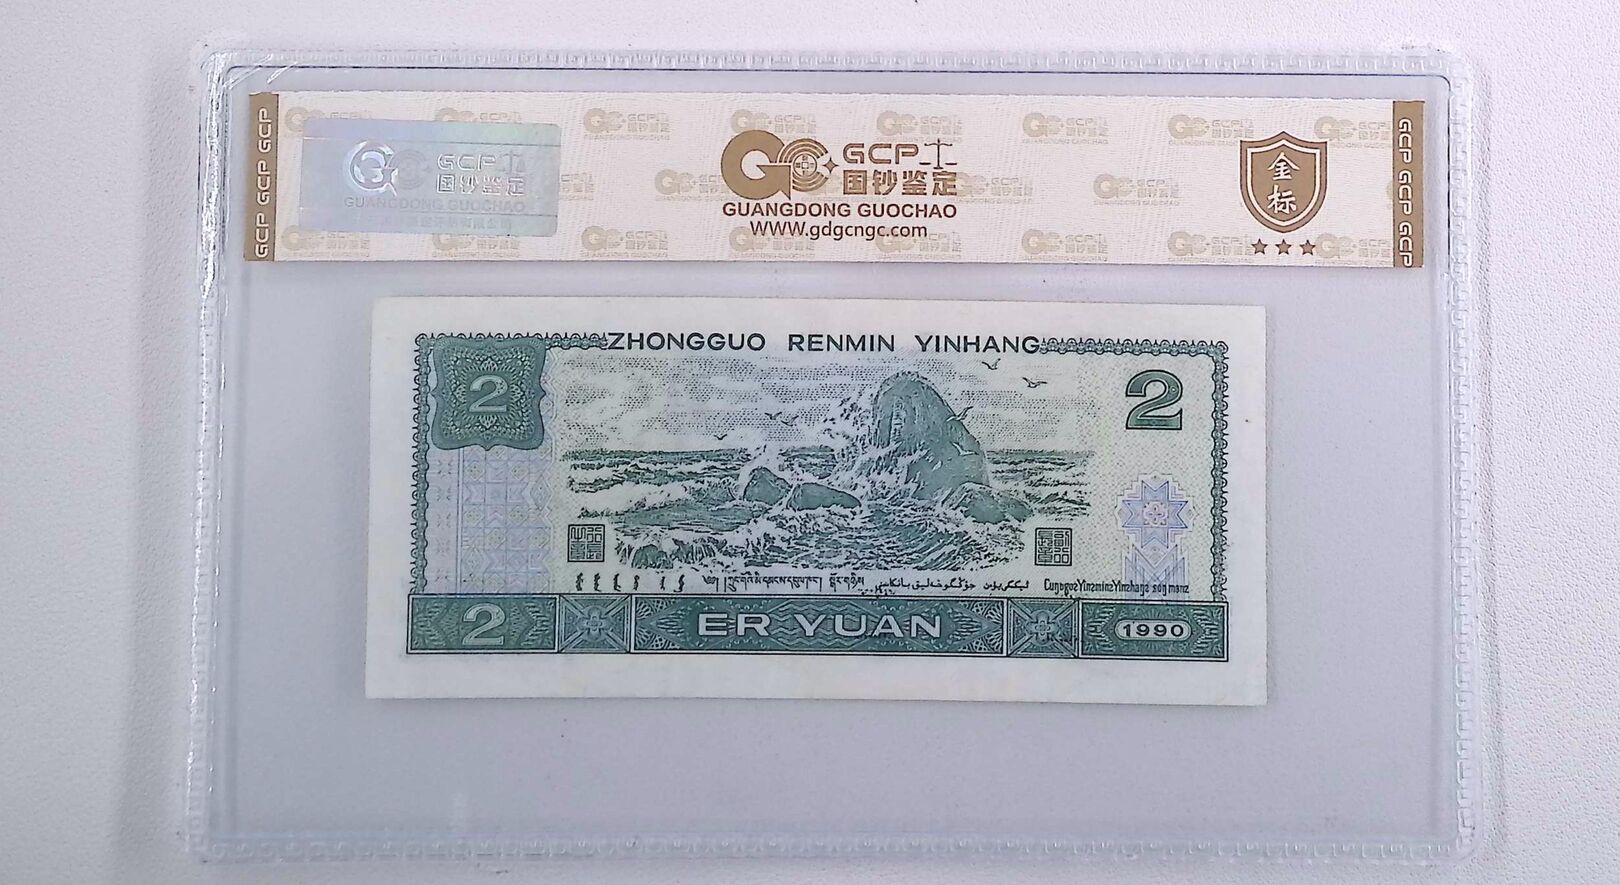 GCP GCP GCP
GCP
国钞鉴定
GUANGDONG GUOCHAO
GCP
国钞鉴定
GUANGDONG GUOCHAO
WWW.gdgcngc.com
金标
GCP GCP GCP
ZHONGGUO RENMIN YINHANG
2
2
2
ER YUAN
1990